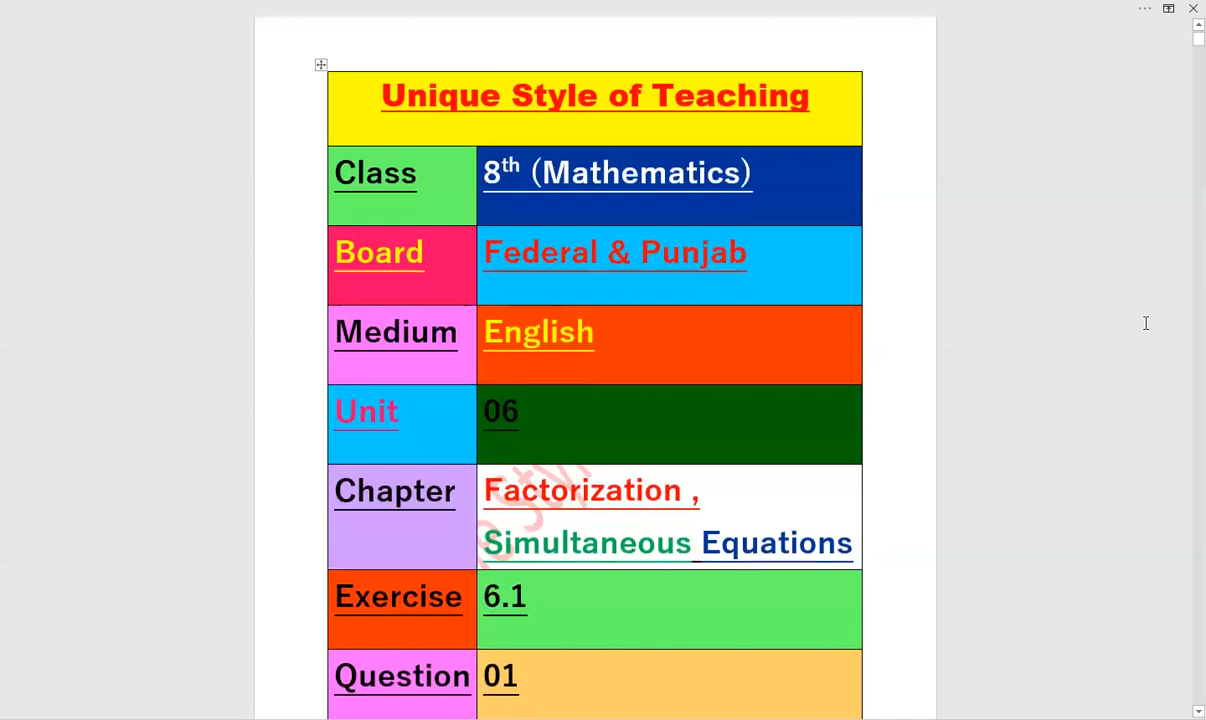 Unique Style of Teaching
Class 8th (Mathematics)
Board Federal & Punjab
Medium English
Unit 06
Chapter Factorization ,
Simultaneous Equations
Exercise 6.1
Question 01